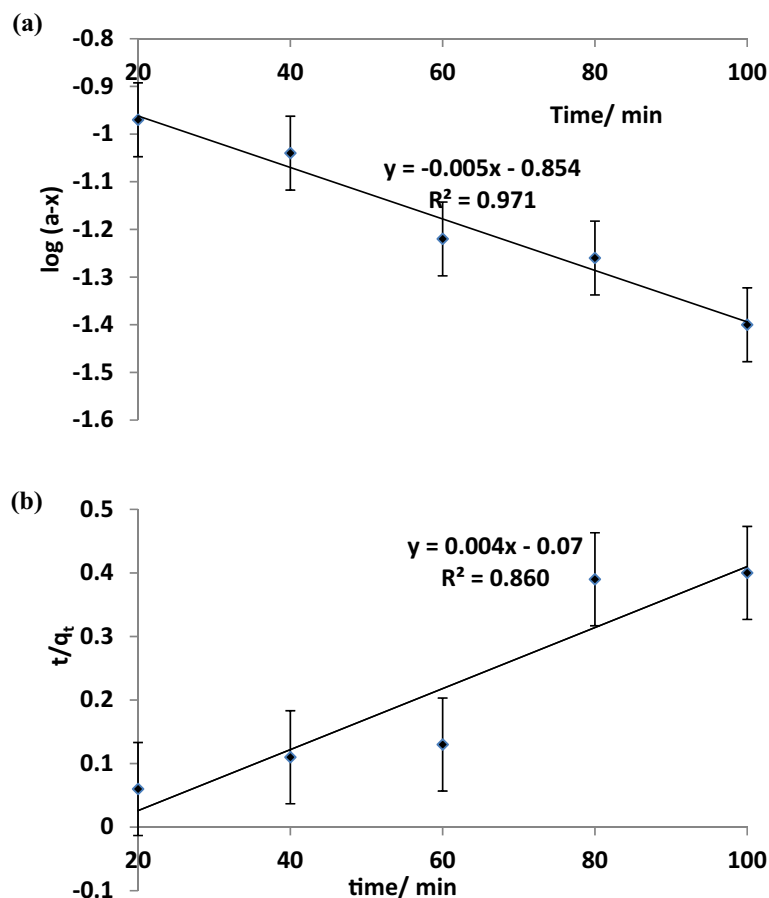 (a)
-0.8
20 40 60 80 100
-0.9
Time/ min
-1
y = -0.005x - 0.854
-1.1
R² = 0.971
log (a-x)
-1.2
-1.3
-1.4
-1.5
-1.6
(b)
0.5
y = 0.004x - 0.07
R² = 0.860
0.4
0.3
t/qₜ
0.2
0.1
0
20 40 60 80 100
-0.1
time/ min